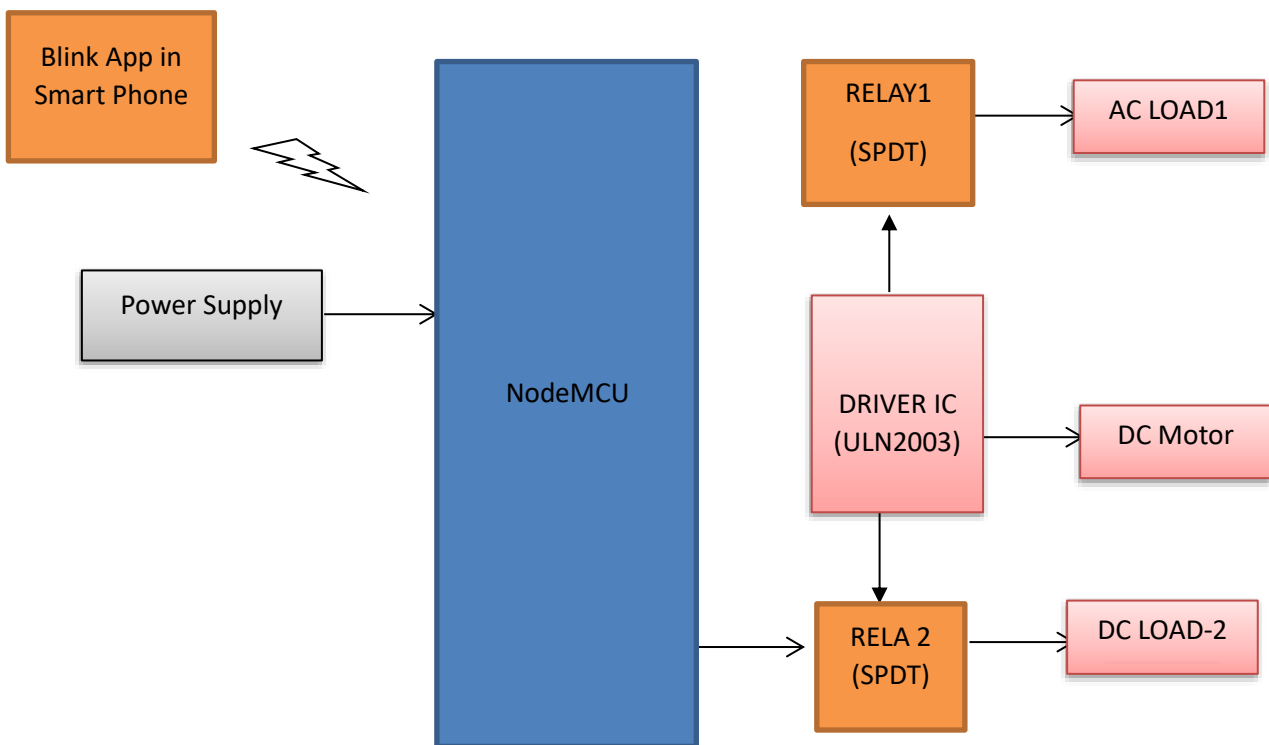 Blink App in
Smart Phone
RELAY1
(SPDT)
AC LOAD1
Power Supply
NodeMCU
DRIVER IC
(ULN2003)
DC Motor
RELA 2
(SPDT)
DC LOAD-2